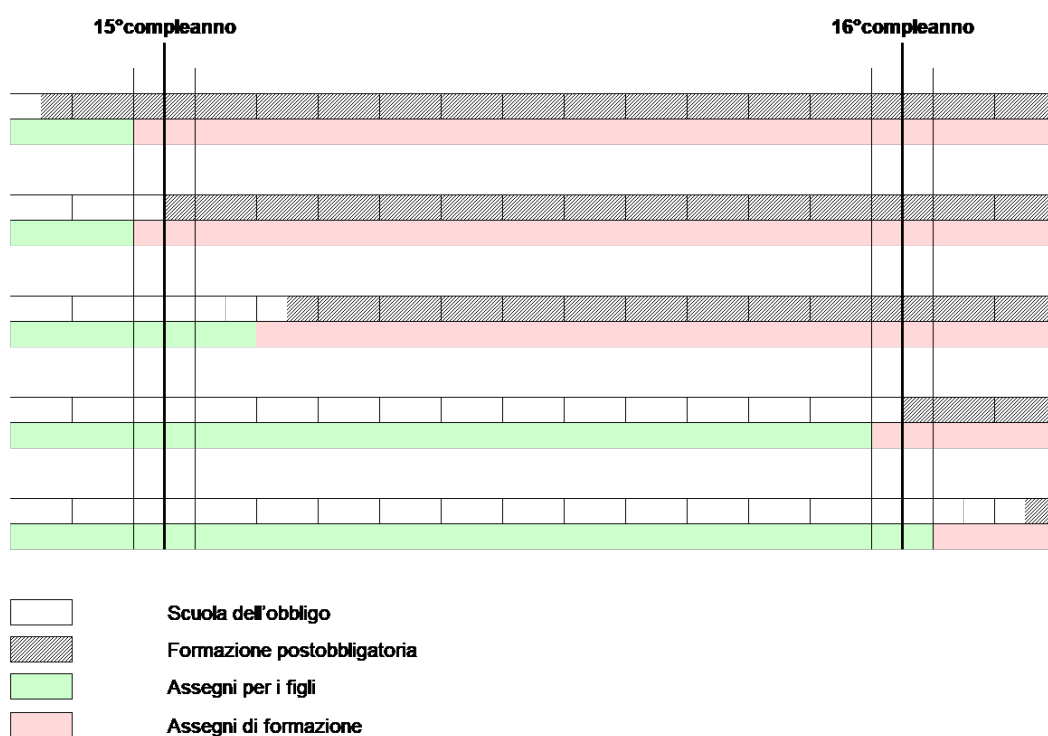 15°compleanno 16°compleanno
Scuola dell'obbligo
Formazione postobbligatoria
Assegni per i figli
Assegni di formazione